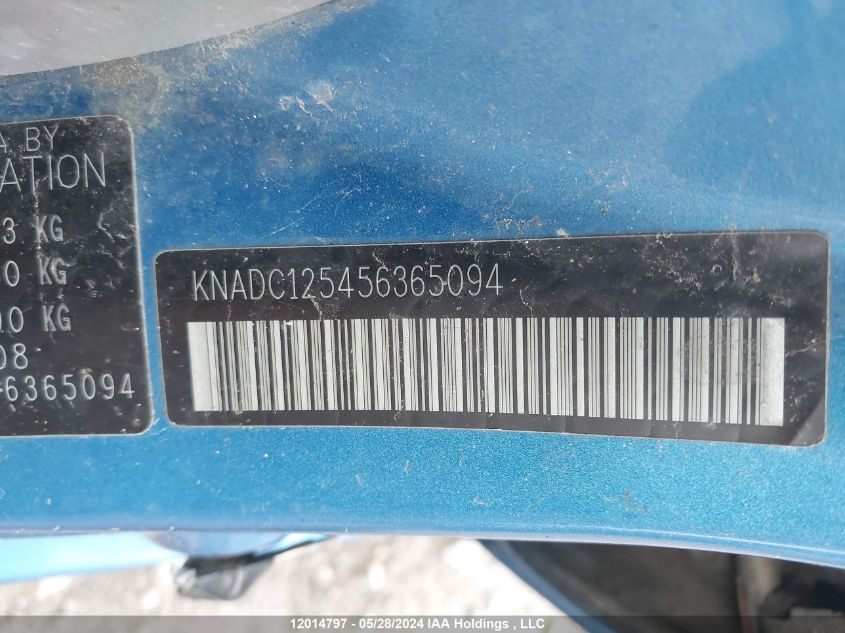 A BY
ATION
3 KG
0 KG
00 KG
08
6365094
KNADC125456365094
12014797 - 05/28/2024 IAA Holdings , LLC